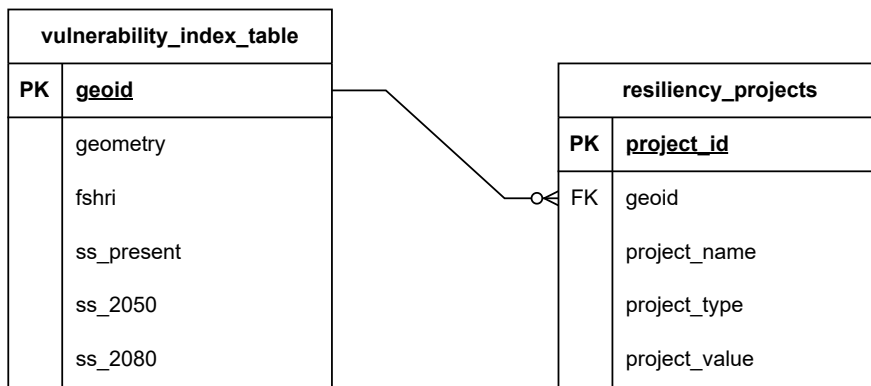 vulnerability_index_table
PK geoid
geometry
fshri
ss_present
ss_2050
ss_2080
resiliency_projects
PK project_id
FK geoid
project_name
project_type
project_value